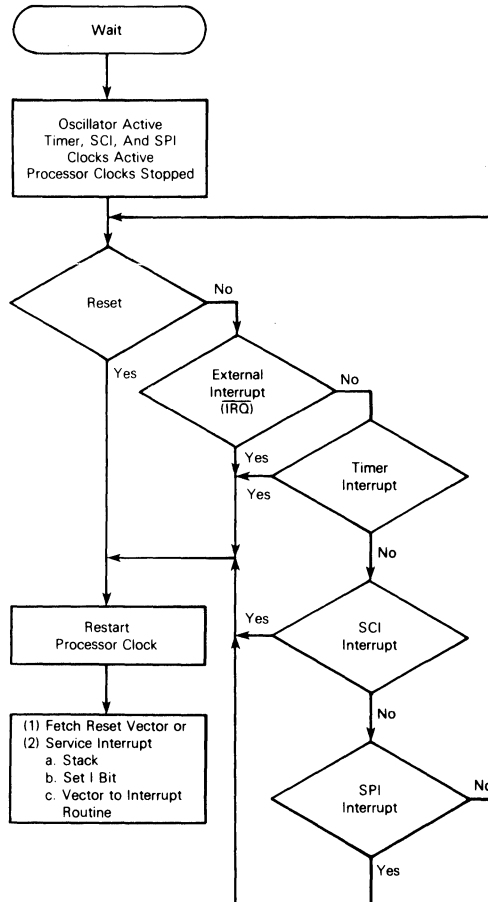 Wait
Oscillator Active
Timer, SCI, And SPI
Clocks Active
Processor Clocks Stopped
Reset
No
Yes
External
Interrupt
(IRQ)
No
Yes
Timer
Interrupt
Yes
No
SCI
Interrupt
Yes
No
Restart
Processor Clock
(1) Fetch Reset Vector or
(2) Service Interrupt
a. Stack
b. Set I Bit
c. Vector to Interrupt
Routine
SPI
Interrupt
No
Yes